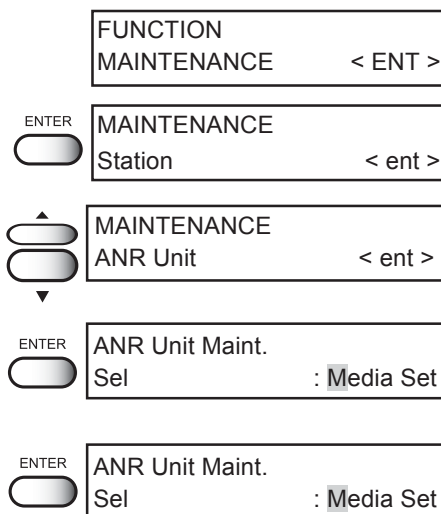 FUNCTION
MAINTENANCE < ENT >
ENTER
MAINTENANCE
Station < ent >
MAINTENANCE
ANR Unit < ent >
ENTER
ANR Unit Maint.
Sel : Media Set
ENTER
ANR Unit Maint.
Sel : Media Set